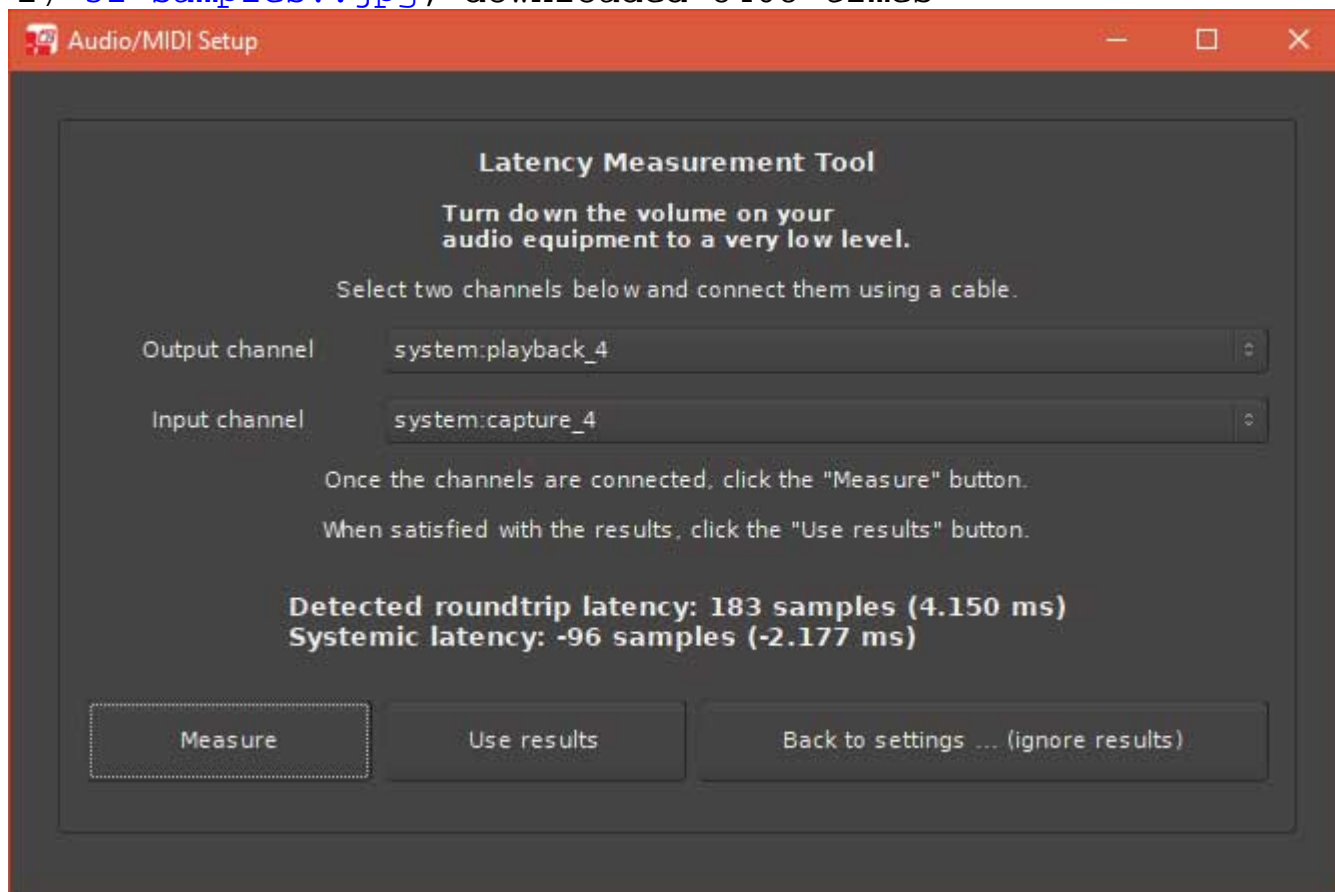 Audio/MIDI Setup
Latency Measurement Tool
Turn down the volume on your
audio equipment to a very low level.
Select two channels below and connect them using a cable.
Output channel system:playback_4
Input channel system:capture_4
Once the channels are connected, click the "Measure" button.
When satisfied with the results, click the "Use results" button.
Detected roundtrip latency: 183 samples (4.150 ms)
Systemic latency: -96 samples (-2.177 ms)
Measure Use results Back to settings ... (ignore results)